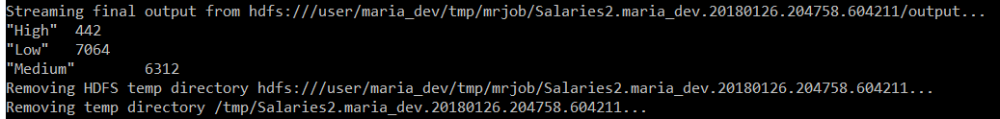 Streaming final output from hdfs:///user/maria_dev/tmp/mrjob/Salaries2.maria_dev.20180126.204758.604211/output...
"High"	442
"Low"	7064
"Medium"	6312
Removing HDFS temp directory hdfs:///user/maria_dev/tmp/mrjob/Salaries2.maria_dev.20180126.204758.604211...
Removing temp directory /tmp/Salaries2.maria_dev.20180126.204758.604211...